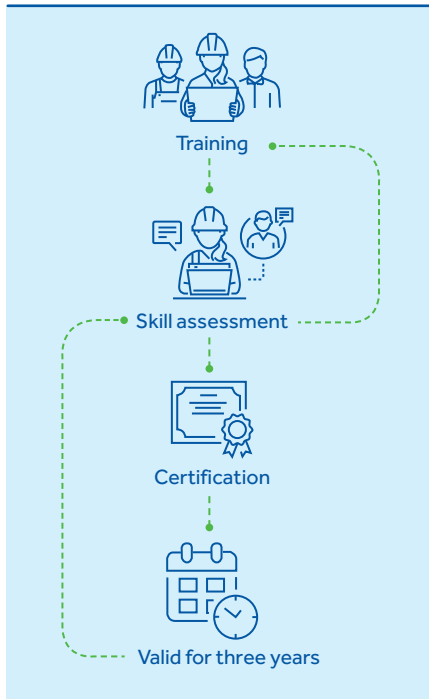 Training
Skill assessment
Certification
Valid for three years